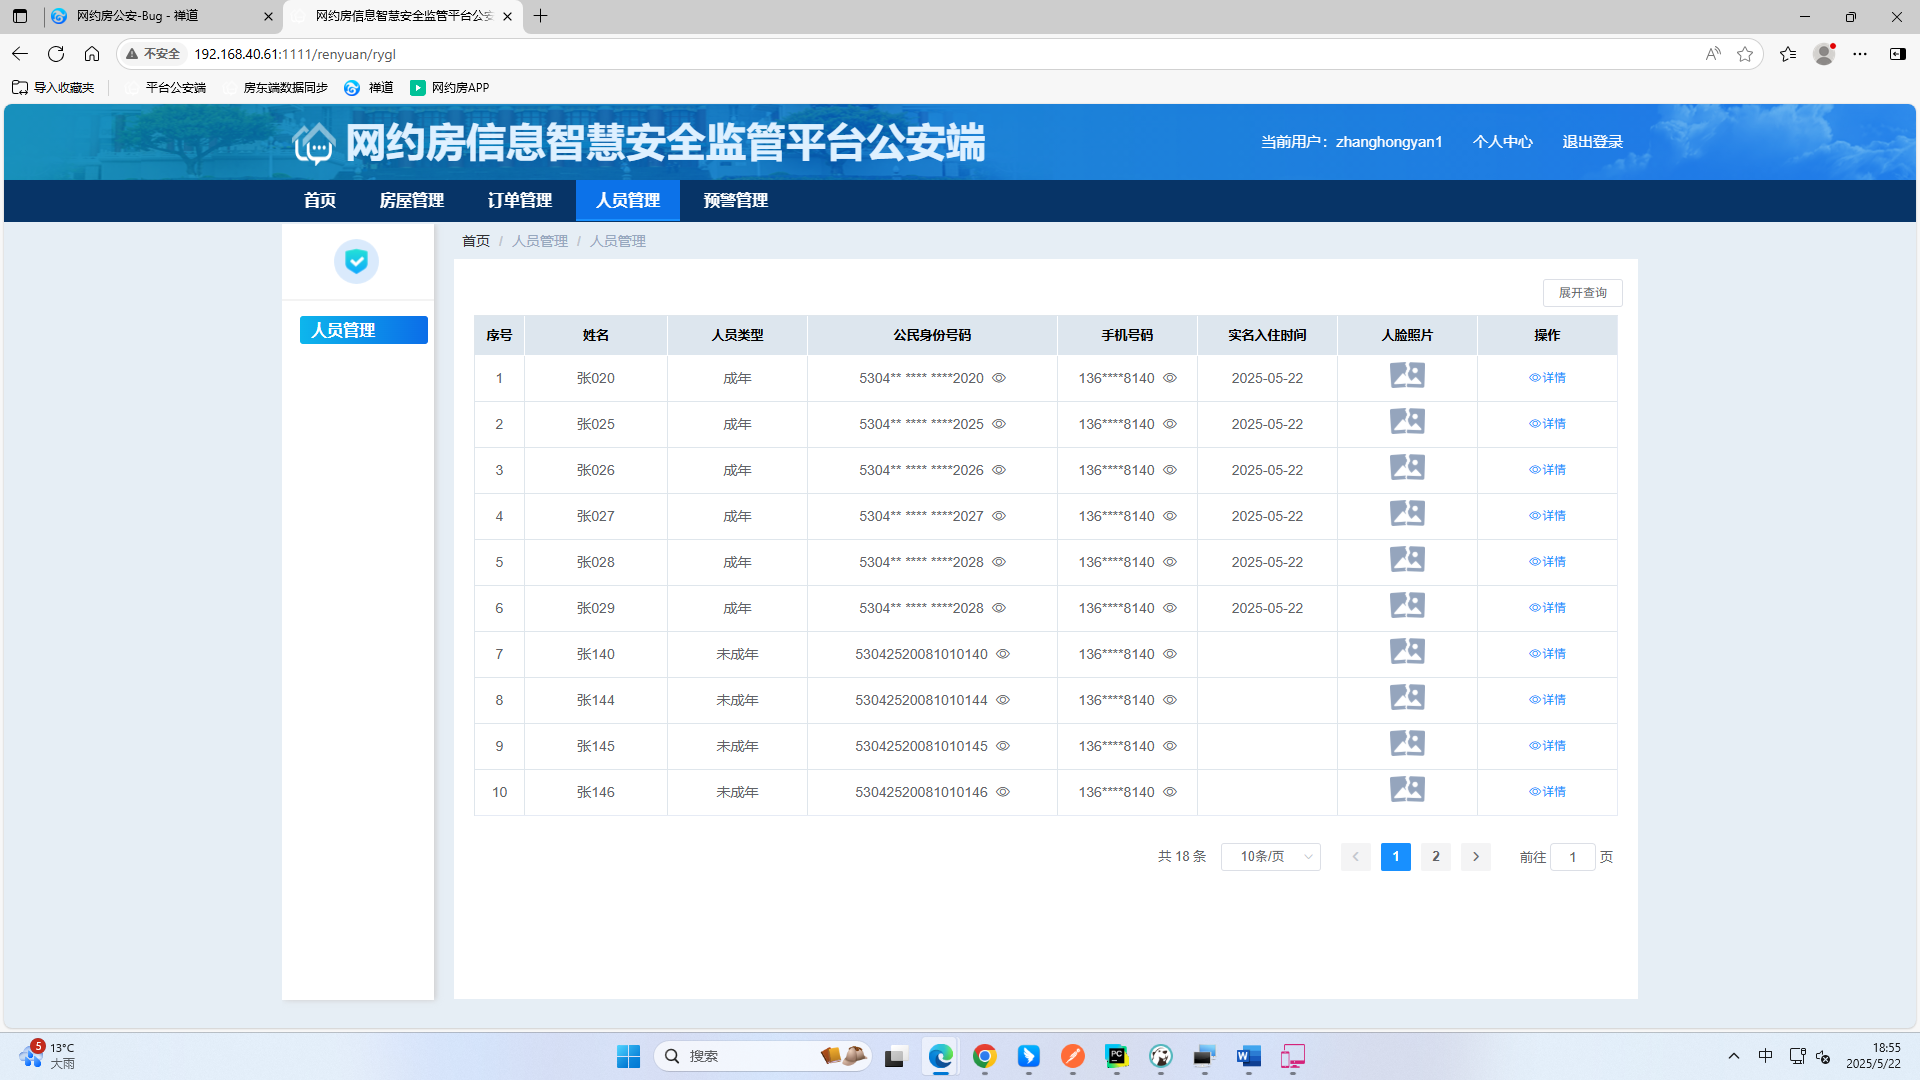 网约房公安-Bug - 禅道
网约房信息智慧安全监管平台公安
不安全 192.168.40.61:1111/renyuan/rygl
导入收藏夹 平台公安端 房东端数据同步 禅道 网约房APP
网约房信息智慧安全监管平台公安端
当前用户：zhanghongyan1 个人中心 退出登录
首页 房屋管理 订单管理 人员管理 预警管理
首页 / 人员管理 / 人员管理
人员管理
展开查询
序号 姓名 人员类型 公民身份号码 手机号码 实名入住时间 人脸照片 操作
1 张020 成年 5304** **** ****2020 136****8140 2025-05-22 详情
2 张025 成年 5304** **** ****2025 136****8140 2025-05-22 详情
3 张026 成年 5304** **** ****2026 136****8140 2025-05-22 详情
4 张027 成年 5304** **** ****2027 136****8140 2025-05-22 详情
5 张028 成年 5304** **** ****2028 136****8140 2025-05-22 详情
6 张029 成年 5304** **** ****2028 136****8140 2025-05-22 详情
7 张140 未成年 53042520081010140 136****8140 详情
8 张144 未成年 53042520081010144 136****8140 详情
9 张145 未成年 53042520081010145 136****8140 详情
10 张146 未成年 53042520081010146 136****8140 详情
共 18 条 10条/页 1 2 前往 1 页
5 13°C
大雨
搜索
中
18:55
2025/5/22